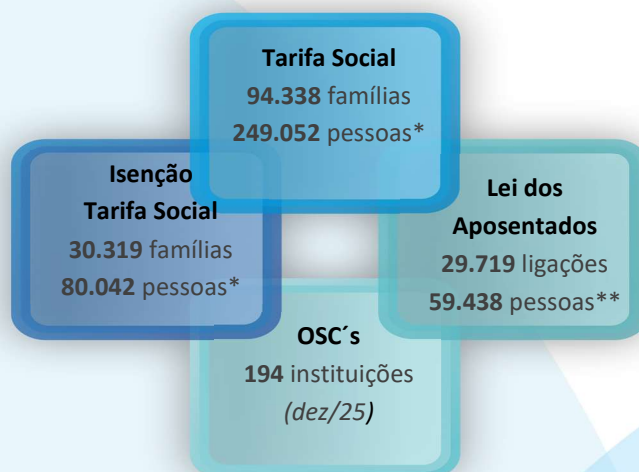 Tarifa Social
94.338 famílias
249.052 pessoas*
Isenção
Tarifa Social
30.319 famílias
80.042 pessoas*
Lei dos
Aposentados
29.719 ligações
59.438 pessoas**
OSC´s
194 instituições
(dez/25)